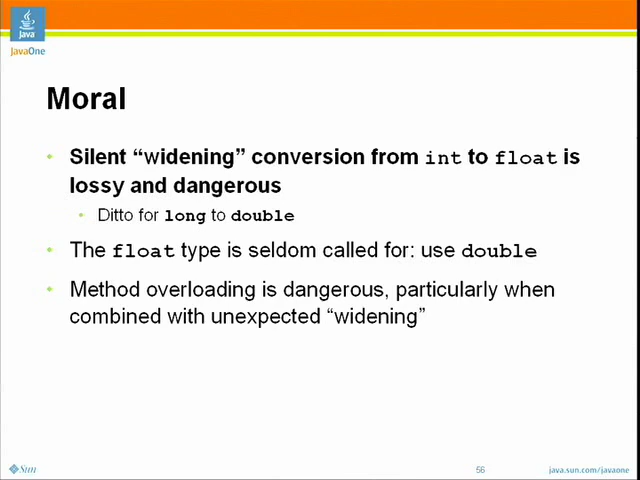 Java
JavaOne
Moral
• Silent “widening” conversion from int to float is
lossy and dangerous
• Ditto for long to double
• The float type is seldom called for: use double
• Method overloading is dangerous, particularly when
combined with unexpected “widening”
Sun
56
java.sun.com/javaone